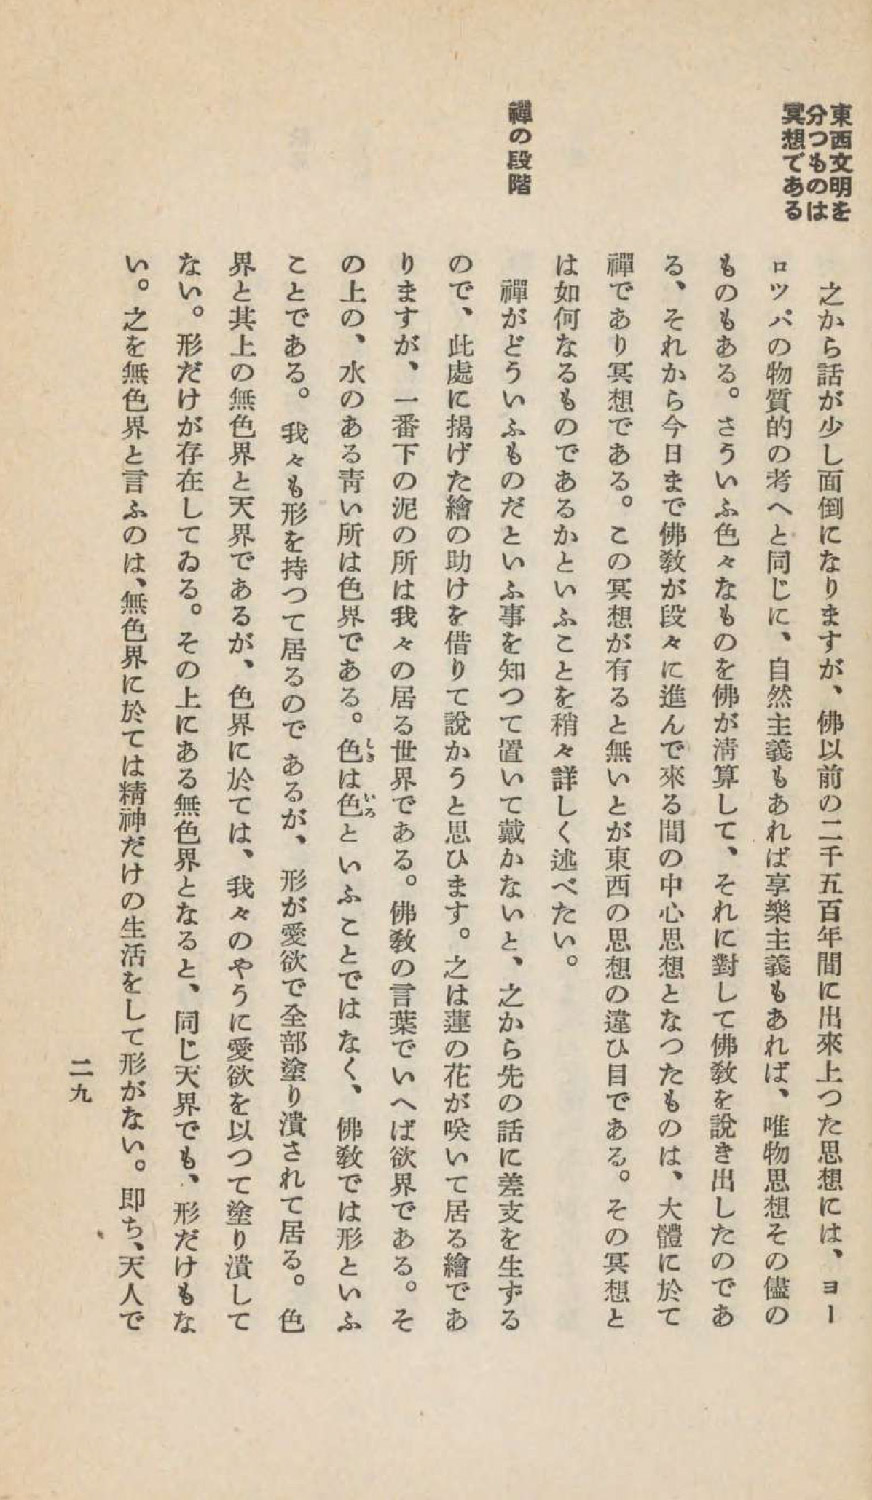 東西文明を
分つものは
冥想である
之から話が少し面倒になりますが、佛以前の二千五百年間に出來上つた思想には、ヨー
ロツパの物質的の考へと同じに、自然主義もあれば享樂主義もあれば、唯物思想その儘の
ものもある。さういふ色々なものを佛が淸算して、それに對して佛敎を說き出したのであ
る、それから今日まで佛敎が段々に進んで來る間の中心思想となつたものは、大體に於て
禪であり冥想である。この冥想が有ると無いとが東西の思想の違ひ目である。その冥想と
は如何なるものであるかといふことを稍々詳しく述べたい。
禪の段階
禪がどういふものだといふ事を知つて置いて戴かないと、之から先の話に差支を生ずる
ので、此處に揭げた繪の助けを借りて說かうと思ひます。之は蓮の花が咲いて居る繪であ
りますが、一番下の泥の所は我々の居る世界である。佛敎の言葉でいへば欲界である。そ
の上の、水のある靑い所は色界である。色しきは色いろといふことではなく、佛敎では形といふ
ことである。我々も形を持つて居るのであるが、形が愛欲で全部塗り潰されて居る。色
界と其上の無色界と天界であるが、色界に於ては、我々のやうに愛欲を以つて塗り潰して
ない。形だけが存在してゐる。その上にある無色界となると、同じ天界でも、形だけもな
い。之を無色界と言ふのは、無色界に於ては精神だけの生活をして形がない。即ち、天人で
二九